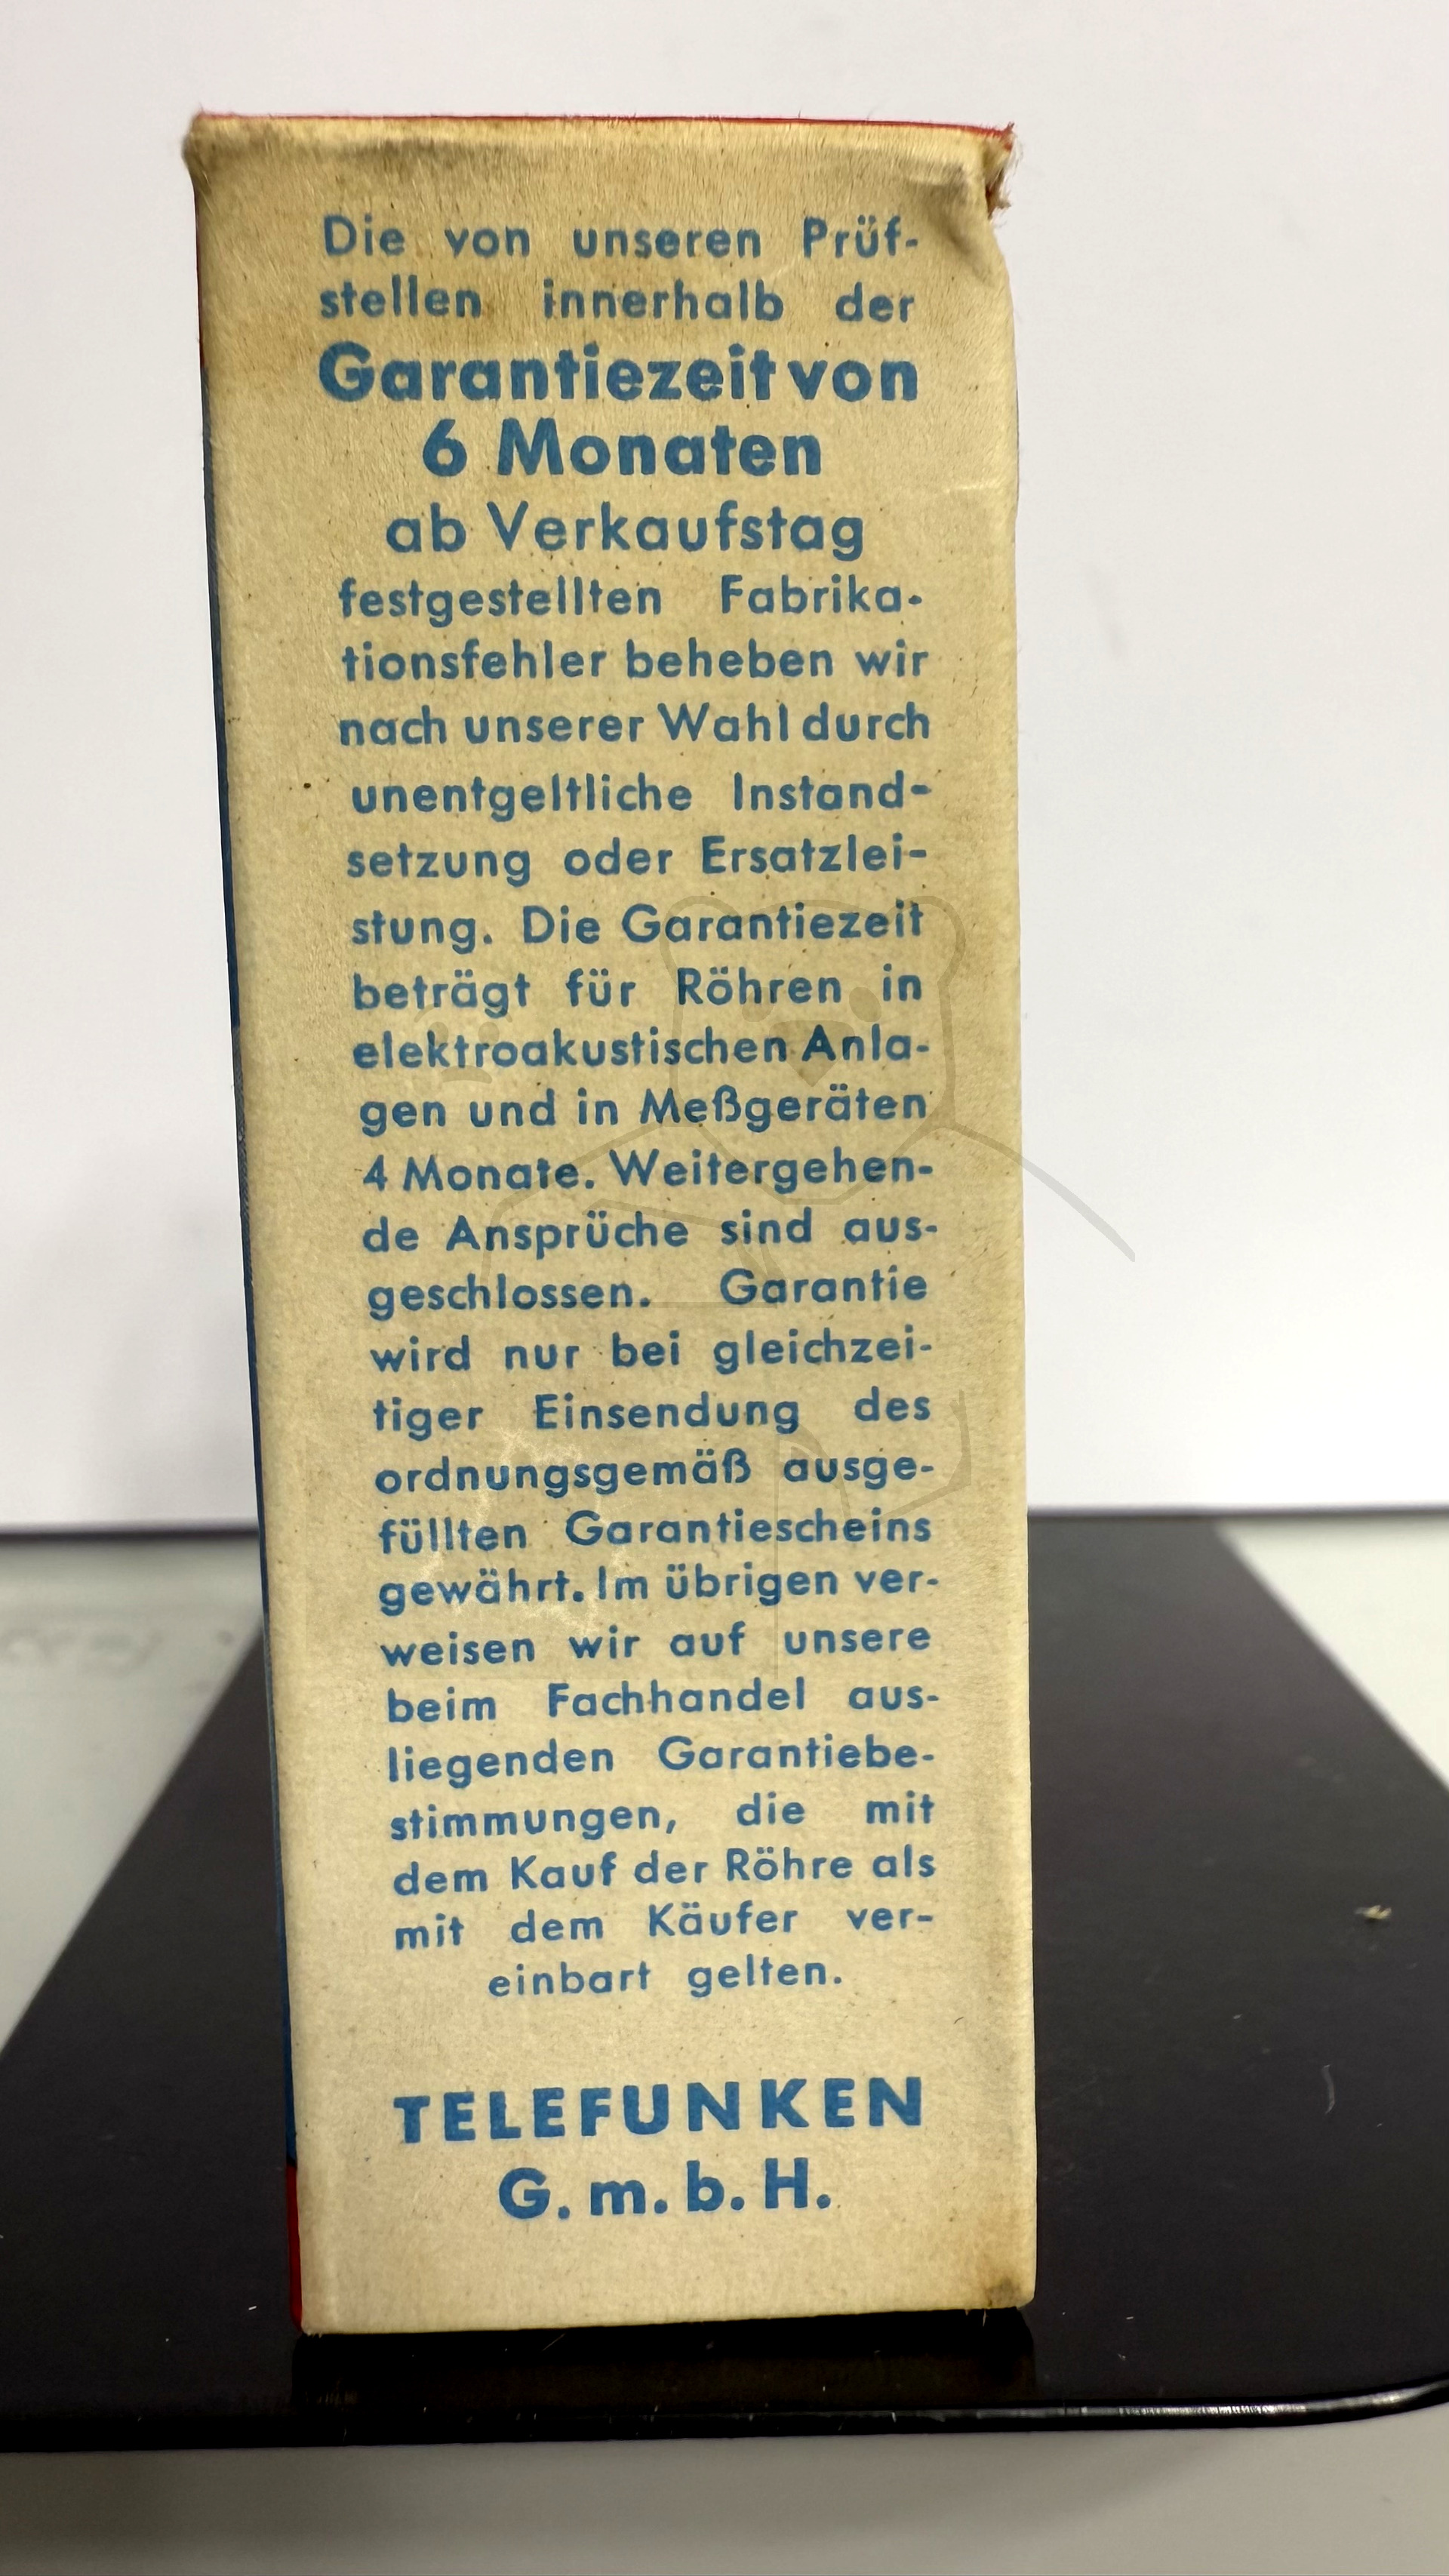 Die von unseren Prüf-
stellen innerhalb der
Garantiezeit von
6 Monaten
ab Verkaufstag
festgestellten Fabrika-
tionsfehler beheben wir
nach unserer Wahl durch
unentgeltliche Instand-
setzung oder Ersatzlei-
stung. Die Garantiezeit
beträgt für Röhren in
elektroakustischen Anla-
gen und in Meßgeräten
4 Monate. Weitergehen-
de Ansprüche sind aus-
geschlossen. Garantie
wird nur bei gleichzei-
tiger Einsendung des
ordnungsgemäß ausge-
füllten Garantiescheins
gewährt. Im übrigen ver-
weisen wir auf unsere
beim Fachhandel aus-
liegenden Garantiebe-
stimmungen, die mit
dem Kauf der Röhre als
mit dem Käufer ver-
einbart gelten.
TELEFUNKEN
G.m.b.H.